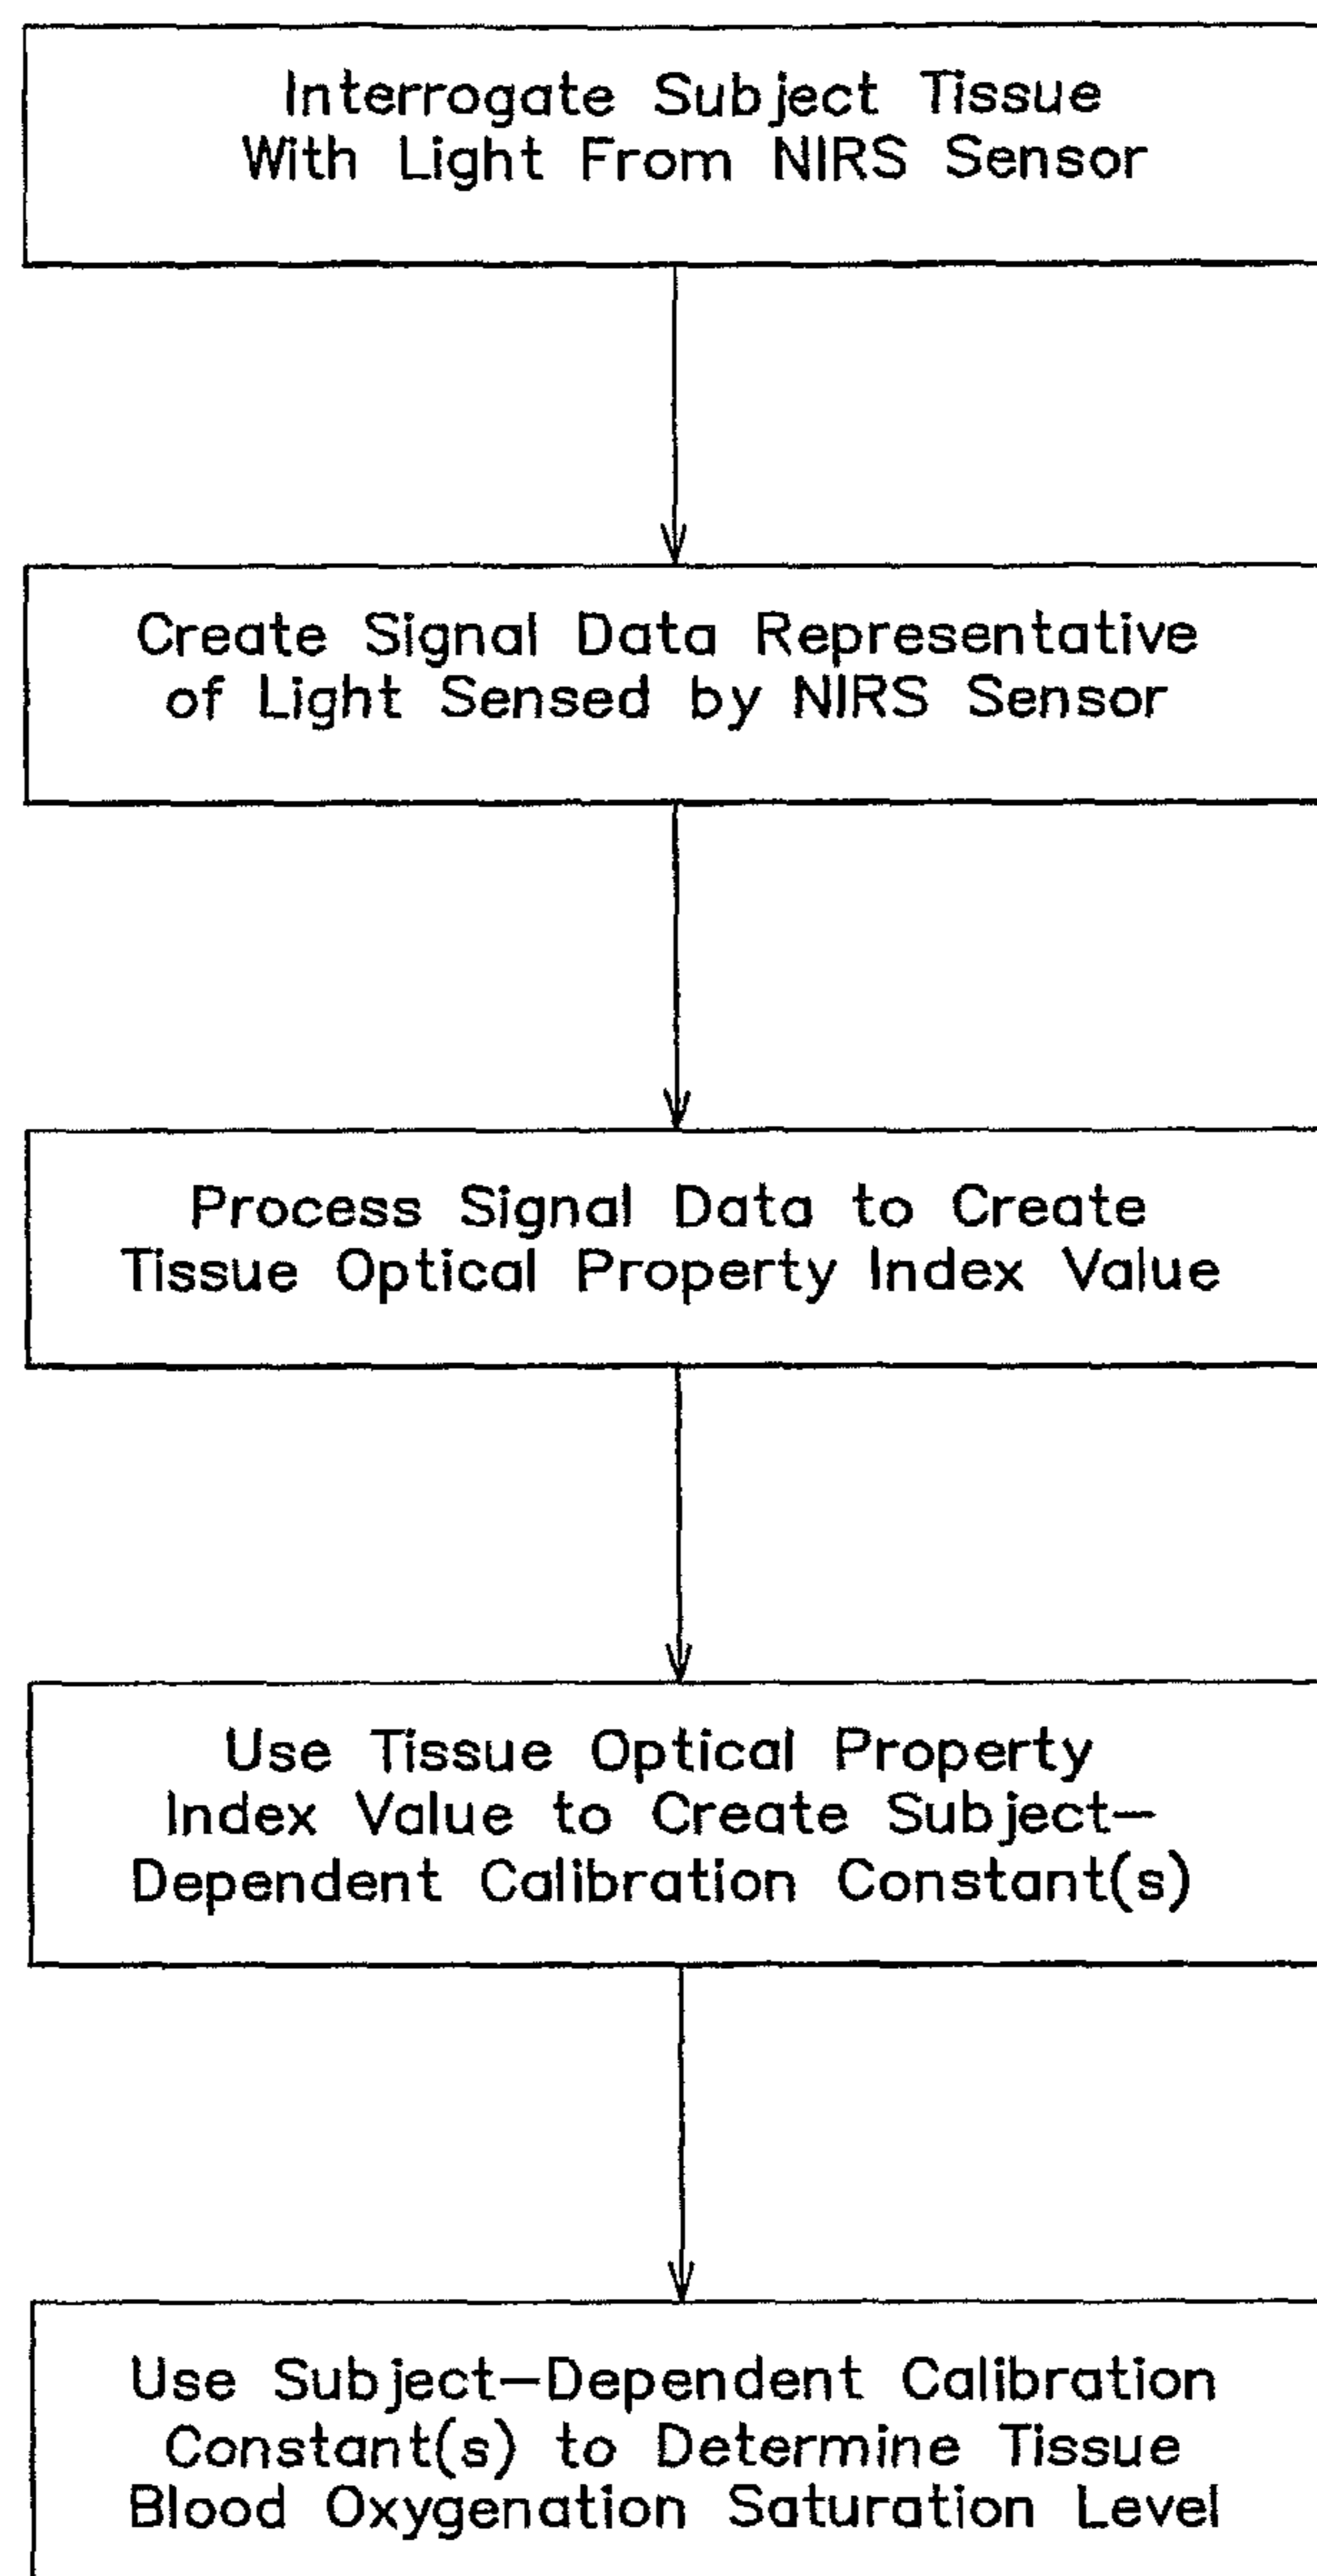 Interrogate Subject Tissue
With Light From NIRS Sensor
Create Signal Data Representative
of Light Sensed by NIRS Sensor
Process Signal Data to Create
Tissue Optical Property Index Value
Use Tissue Optical Property
Index Value to Create Subject-
Dependent Calibration Constant(s)
Use Subject-Dependent Calibration
Constant(s) to Determine Tissue
Blood Oxygenation Saturation Level